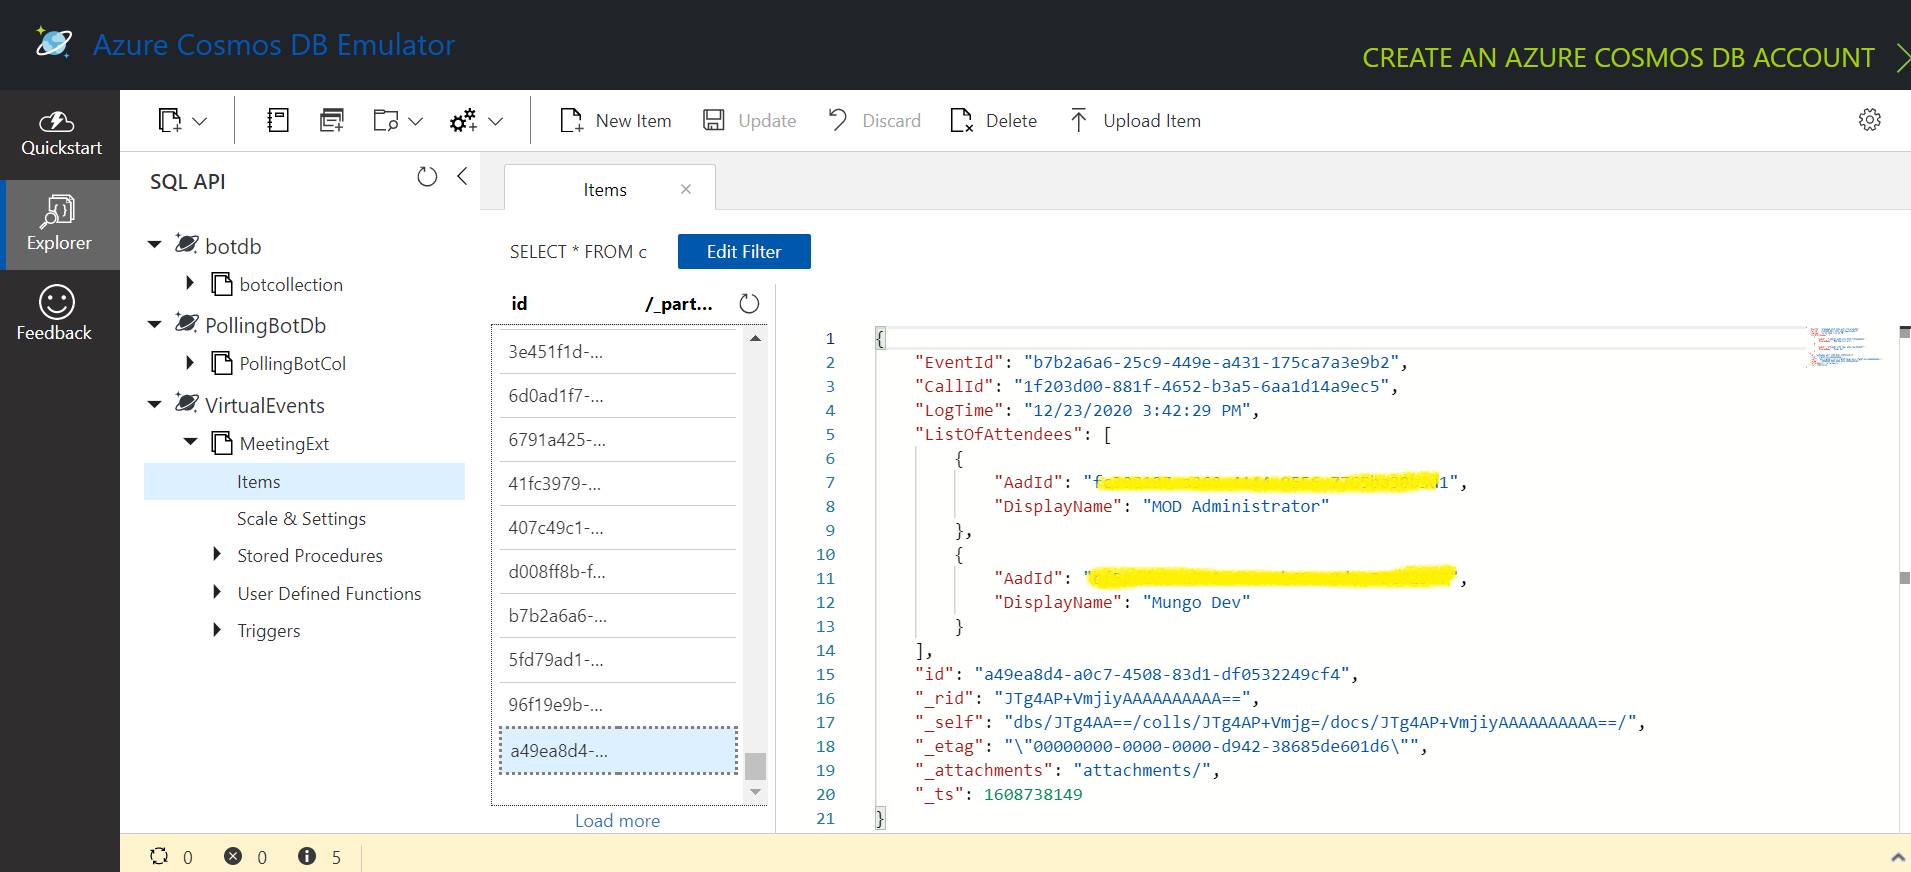 Azure Cosmos DB Emulator
CREATE AN AZURE COSMOS DB ACCOUNT
Quickstart
Explorer
Feedback
New Item
Update
Discard
Delete
Upload Item
SQL API
botdb
botcollection
PollingBotDb
PollingBotCol
VirtualEvents
MeetingExt
Items
Scale & Settings
Stored Procedures
User Defined Functions
Triggers
Items
SELECT * FROM c
Edit Filter
id /_part...
3e451f1d-...
6d0ad1f7-...
6791a425-...
41fc3979-...
407c49c1-...
d008ff8b-f...
b7b2a6a6-...
5fd79ad1-...
96f19e9b-...
a49ea8d4-...
Load more
1 {
2 "EventId": "b7b2a6a6-25c9-449e-a431-175ca7a3e9b2",
3 "CallId": "1f203d00-881f-4652-b3a5-6aa1d14a9ec5",
4 "LogTime": "12/23/2020 3:42:29 PM",
5 "ListOfAttendees": [
6 {
7 "AadId":
8 "DisplayName": "MOD Administrator"
9 },
10 {
11 "AadId":
12 "DisplayName": "Mungo Dev"
13 }
14 ],
15 "id": "a49ea8d4-a0c7-4508-83d1-df0532249cf4",
16 "_rid": "JTg4AP+VmjiyAAAAAAAAAA==",
17 "_self": "dbs/JTg4AA==/colls/JTg4AP+Vmjg=/docs/JTg4AP+VmjiyAAAAAAAAAA==/",
18 "_etag": "\"00000000-0000-0000-d942-38685de601d6\"",
19 "_attachments": "attachments/",
20 "_ts": 1608738149
21 }
0 0 5